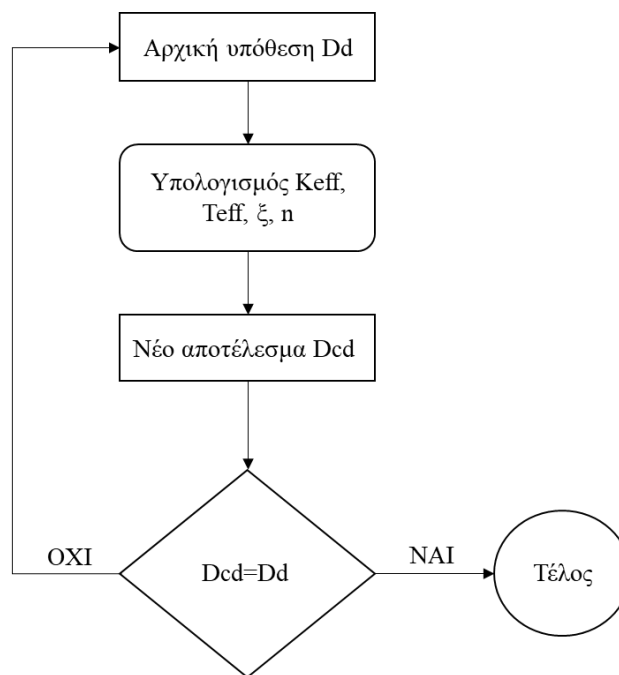 Αρχική υπόθεση Dd
Υπολογισμός Keff,
Teff, ξ, n
Νέο αποτέλεσμα Dcd
ΟΧΙ
Dcd=Dd
ΝΑΙ
Τέλος